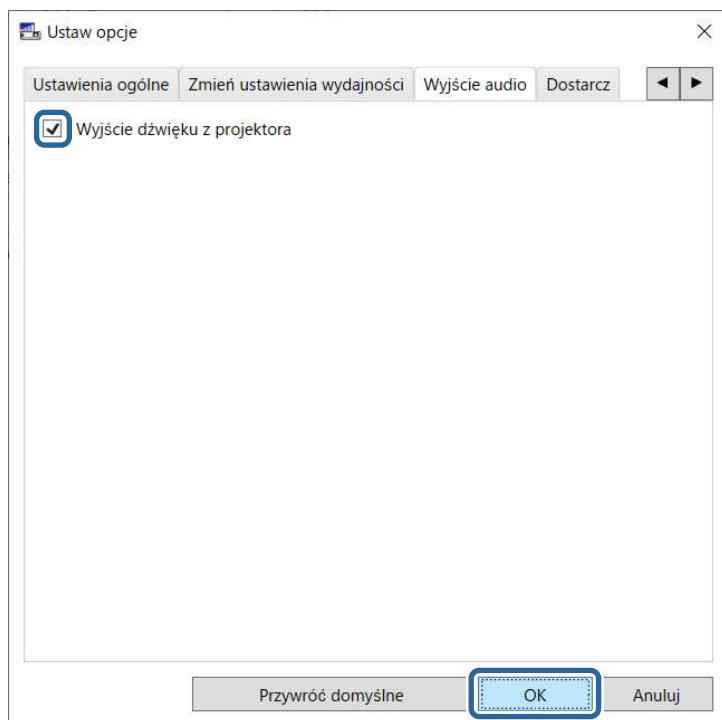 Ustaw opcje
Ustawienia ogólne Zmień ustawienia wydajności Wyjście audio Dostarcz
Wyjście dźwięku z projektora
Przywróć domyślne OK Anuluj